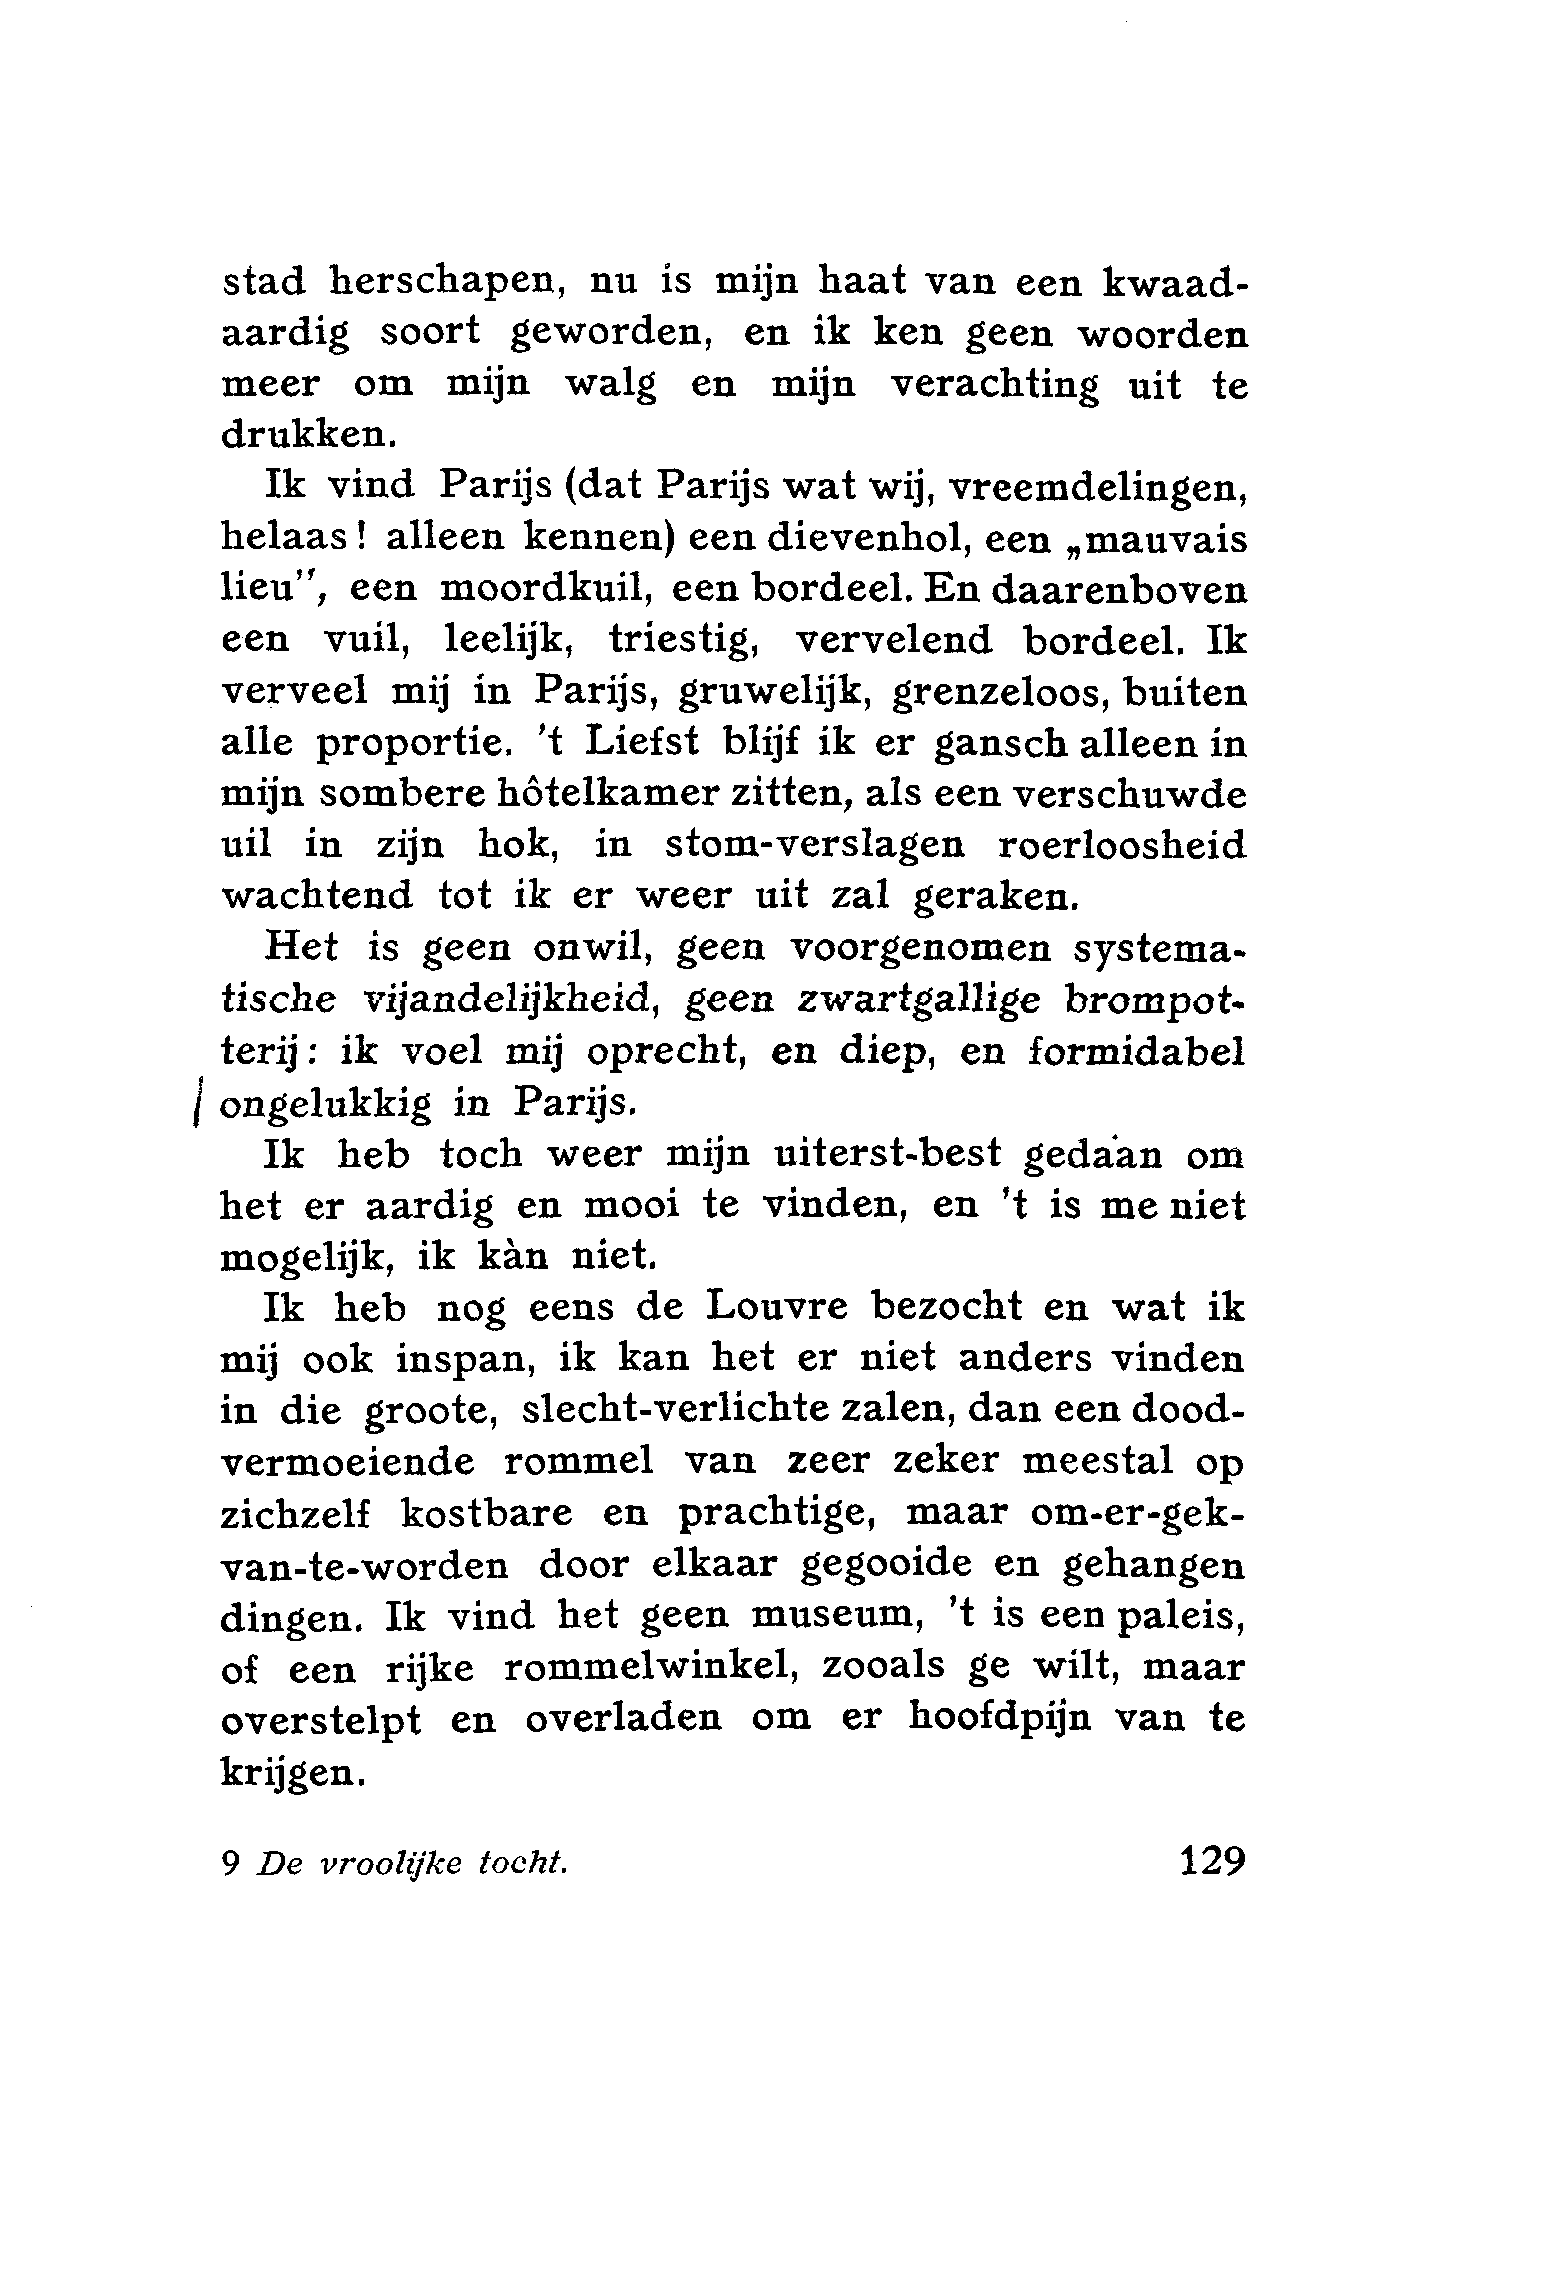 stad herschapen, nu is mijn haat van een kwaad-
aardig soort geworden, en ik ken geen woorden
meer om mijn walg en mijn verachting uit te
drukken.
Ik vind Parijs (dat Parijs wat wij, vreemdelingen,
helaas! alleen kennen) een dievenhol, een „mauvais
lieu”, een moordkuil, een bordeel. En daarenboven
een vuil, leelijk, triestig, vervelend bordeel. Ik
verveel mij in Parijs, gruwelijk, grenzeloos, buiten
alle proportie. 't Liefst blijf ik er gansch alleen in
mijn sombere hôtelkamer zitten, als een verschuwde
uil in zijn hok, in stom-verslagen roerloosheid
wachtend tot ik er weer uit zal geraken.
Het is geen onwil, geen voorgenomen systema-
tische vijandelijkheid, geen zwartgallige brompot-
terij: ik voel mij oprecht, en diep, en formidabel
ongelukkig in Parijs.
Ik heb toch weer mijn uiterst-best gedaan om
het er aardig en mooi te vinden, en 't is me niet
mogelijk, ik kàn niet.
Ik heb nog eens de Louvre bezocht en wat ik
mij ook inspan, ik kan het er niet anders vinden
in die groote, slecht-verlichte zalen, dan een dood-
vermoeiende rommel van zeer zeker meestal op
zichzelf kostbare en prachtige, maar om-er-gek-
van-te-worden door elkaar gegooide en gehangen
dingen. Ik vind het geen museum, 't is een paleis,
of een rijke rommelwinkel, zooals ge wilt, maar
overstelpt en overladen om er hoofdpijn van te
krijgen.
9 De vroolijke tocht. 129